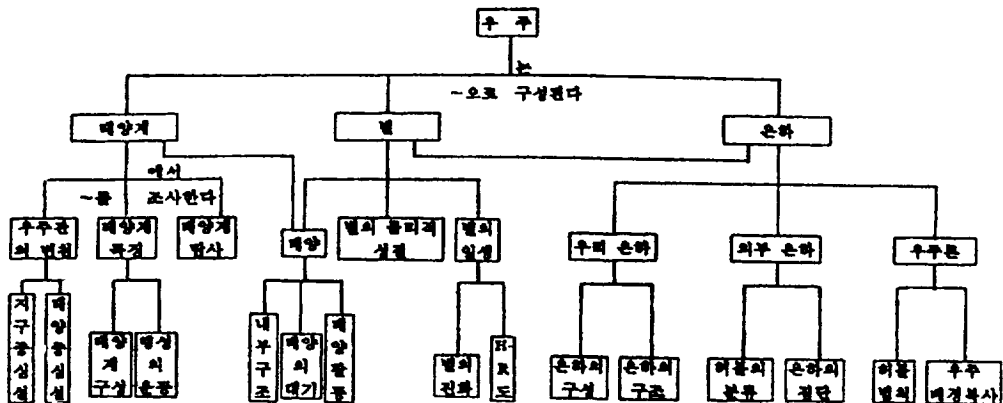 우 주
는
~으로 구성된다
태양계
별
은하
에서
~를 조사한다
우주관
의 변천
태양계
특징
태양계
탐사
태양
별의 물리적
성질
별의
일생
우리 은하
외부 은하
우주론
지구중심설
태양중심설
태양
계
구성
행성
의
운동
내부구조
태양
의
대기
태양활동
별의
진화
H-
R도
은하의
구성
은하의
구조
허블의
분류
은하의
집단
허블
법의
우주
배경복사